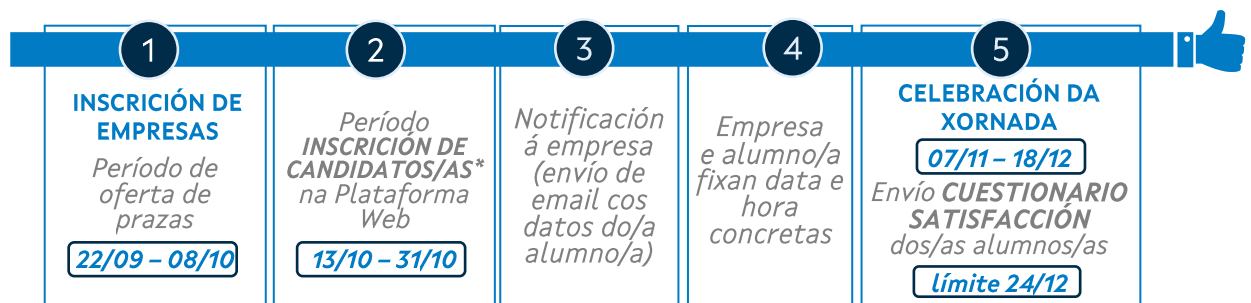 1
INSCRICIÓN DE
EMPRESAS
Período de
oferta de
prazas
22/09 – 08/10
2
Período
INSCRICIÓN DE
CANDIDATOS/AS*
na Plataforma
Web
13/10 – 31/10
3
Notificación
á empresa
(envío de
email cos
datos do/a
alumno/a)
4
Empresa
e alumno/a
fixan data e
hora
concretas
5
CELEBRACIÓN DA
XORNADA
07/11 – 18/12
Envío CUESTIONARIO
SATISFACCIÓN
dos/as alumnos/as
límite 24/12